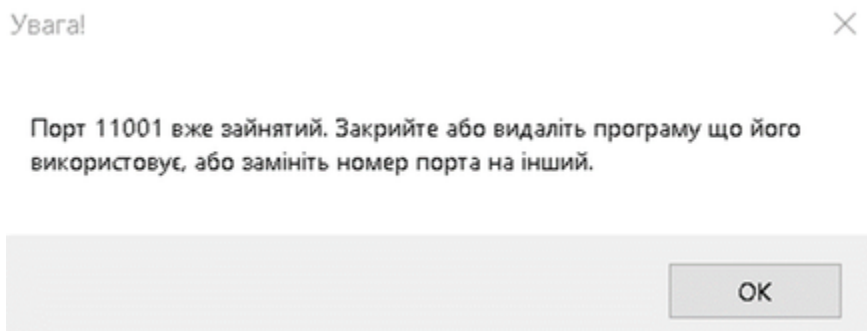 Увага!
Порт 11001 вже зайнятий. Закрийте або видаліть програму що його
використовує, або замініть номер порта на інший.
OK